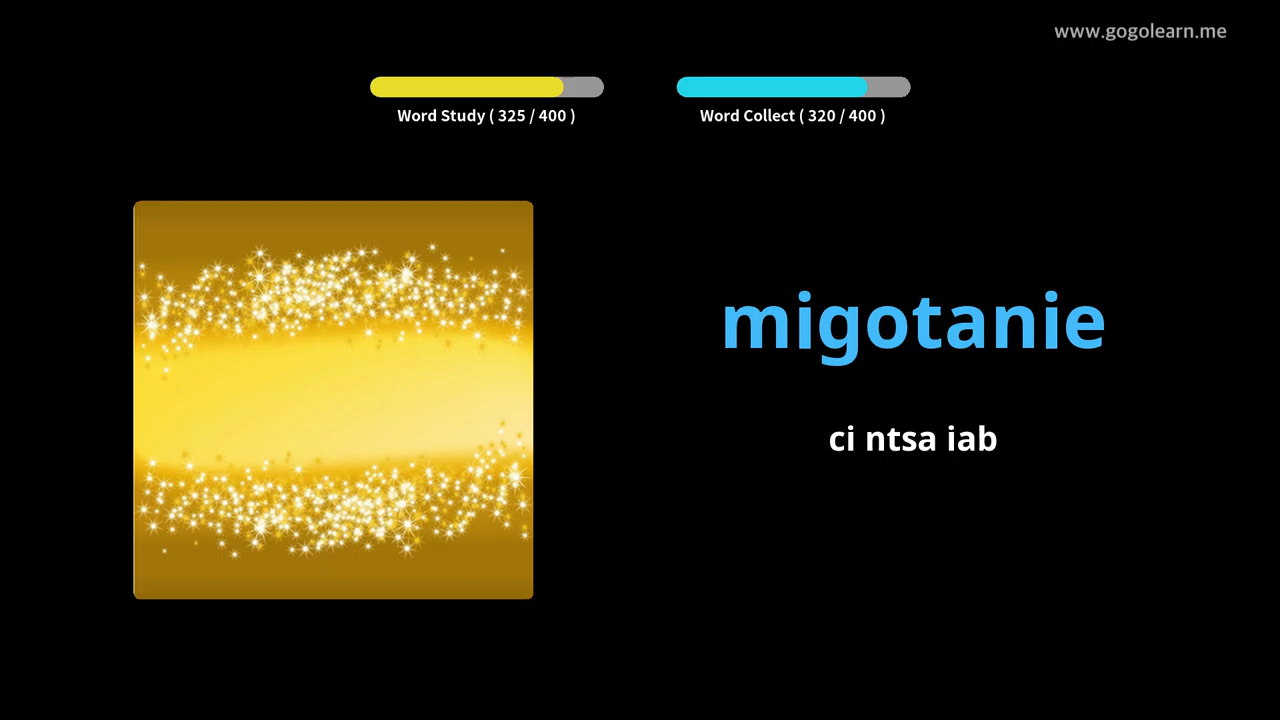 www.gogolearn.me
Word Study ( 325 / 400 )
Word Collect ( 320 / 400 )
migotanie
ci ntsa iab